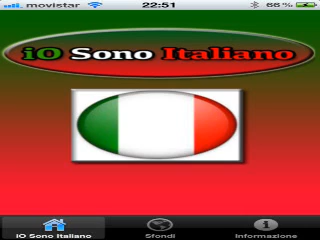 movistar 22:51 66 %
iO Sono Italiano
iO Sono Italiano Sfondi Informazione